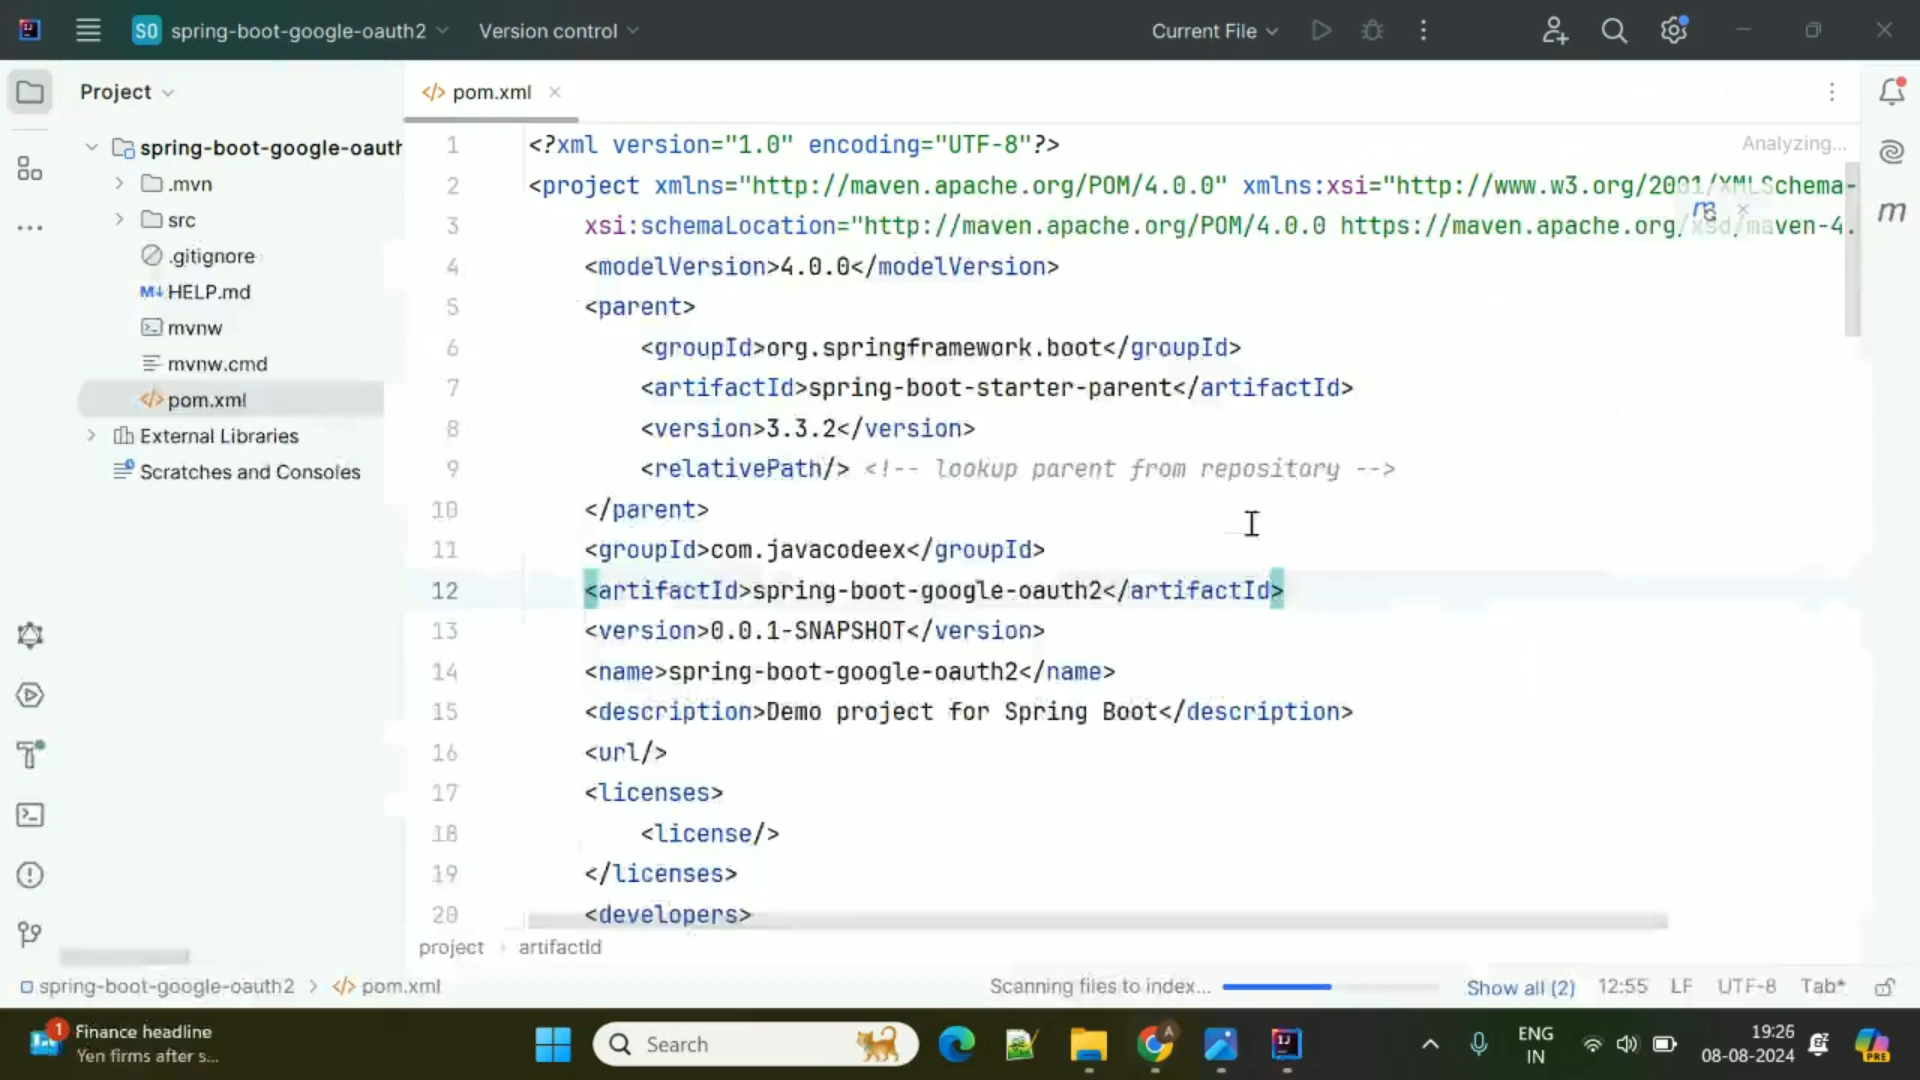 SO spring-boot-google-oauth2 Version control Current File
Project
pom.xml
spring-boot-google-oauth
.mvn
src
.gitignore
M↓ HELP.md
mvnw
mvnw.cmd
</> pom.xml
External Libraries
Scratches and Consoles
Analyzing...
1 <?xml version="1.0" encoding="UTF-8"?>
2 <project xmlns="http://maven.apache.org/POM/4.0.0" xmlns:xsi="http://www.w3.org/2001/XMLSchema-
3 xsi:schemaLocation="http://maven.apache.org/POM/4.0.0 https://maven.apache.org/xsd/maven-4.
4 <modelVersion>4.0.0</modelVersion>
5 <parent>
6 <groupId>org.springframework.boot</groupId>
7 <artifactId>spring-boot-starter-parent</artifactId>
8 <version>3.3.2</version>
9 <relativePath/> <!-- lookup parent from repository -->
10 </parent>
11 <groupId>com.javacodeex</groupId>
12 <artifactId>spring-boot-google-oauth2</artifactId>
13 <version>0.0.1-SNAPSHOT</version>
14 <name>spring-boot-google-oauth2</name>
15 <description>Demo project for Spring Boot</description>
16 <url/>
17 <licenses>
18 <license/>
19 </licenses>
20 <developers>
project › artifactId
spring-boot-google-oauth2 > </> pom.xml
Scanning files to index... Show all (2) 12:55 LF UTF-8 Tab*
1 Finance headline
Yen firms after s...
Search
ENG
IN
19:26
08-08-2024
PRE